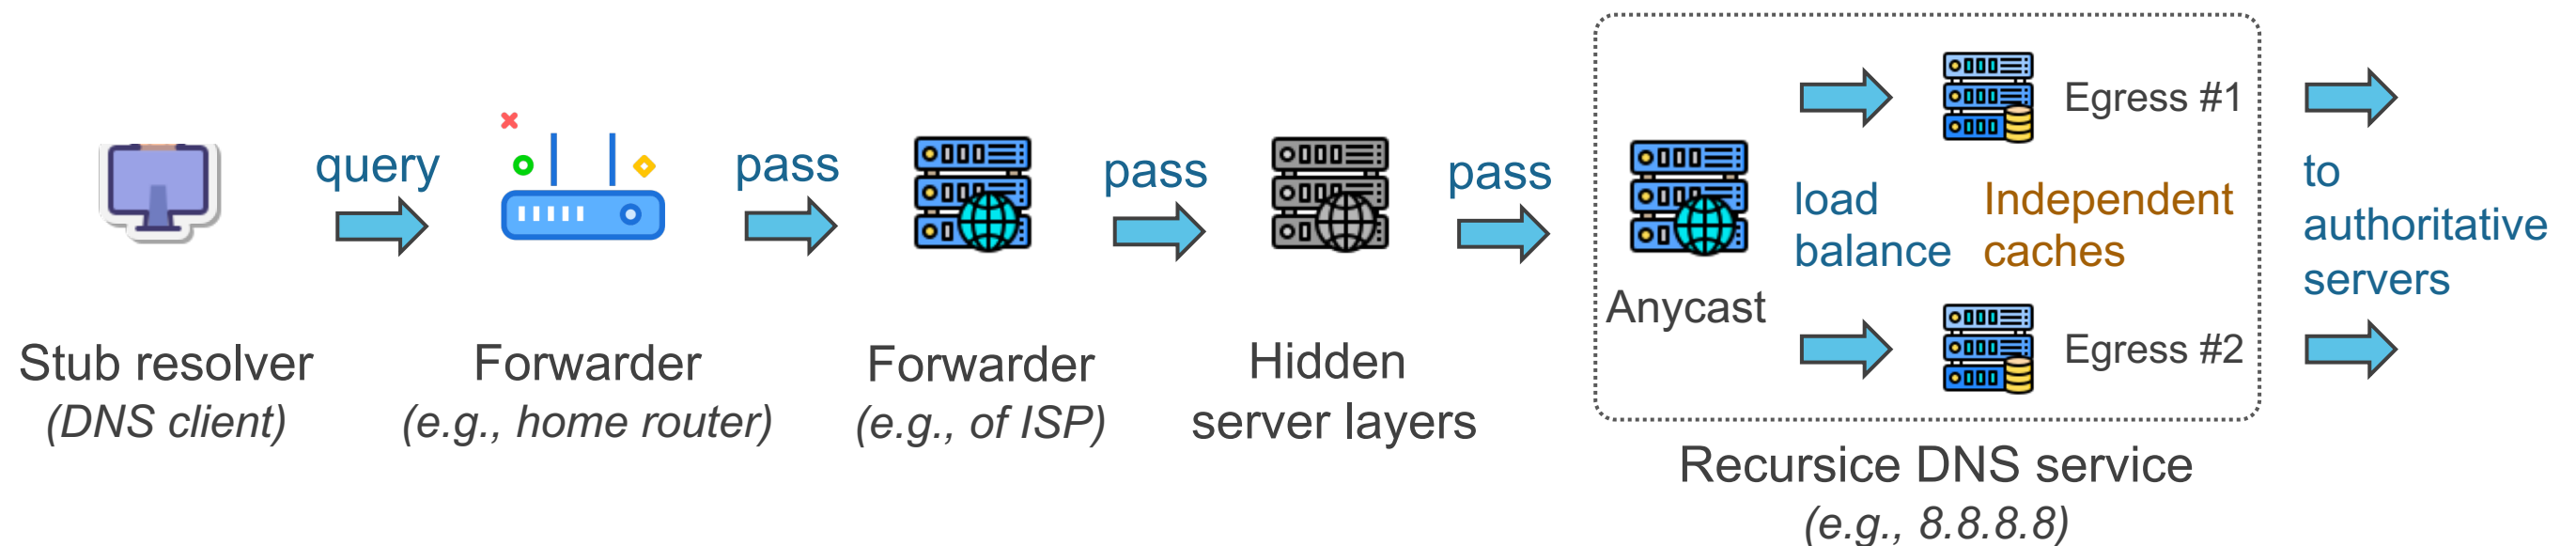 query
pass
pass
pass
Stub resolver
(DNS client)
Forwarder
(e.g., home router)
Forwarder
(e.g., of ISP)
Hidden
server layers
Anycast
load
balance
Egress #1
Independent
caches
Egress #2
to
authoritative
servers
Recursice DNS service
(e.g., 8.8.8.8)